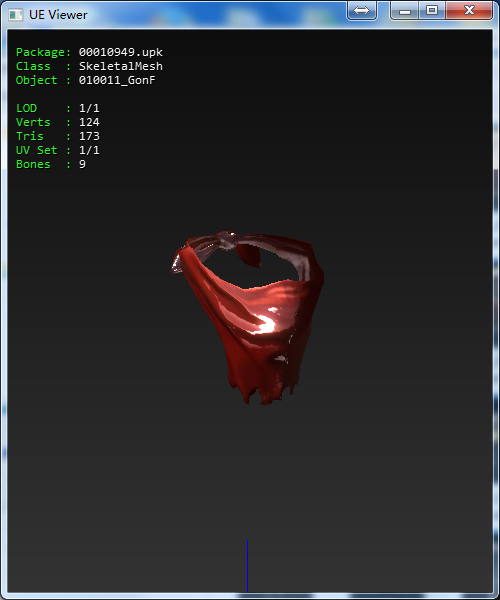 UE Viewer
Package: 00010949.upk
Class : SkeletalMesh
Object : 010011_GonF
LOD : 1/1
Verts : 124
Tris : 173
UV Set : 1/1
Bones : 9